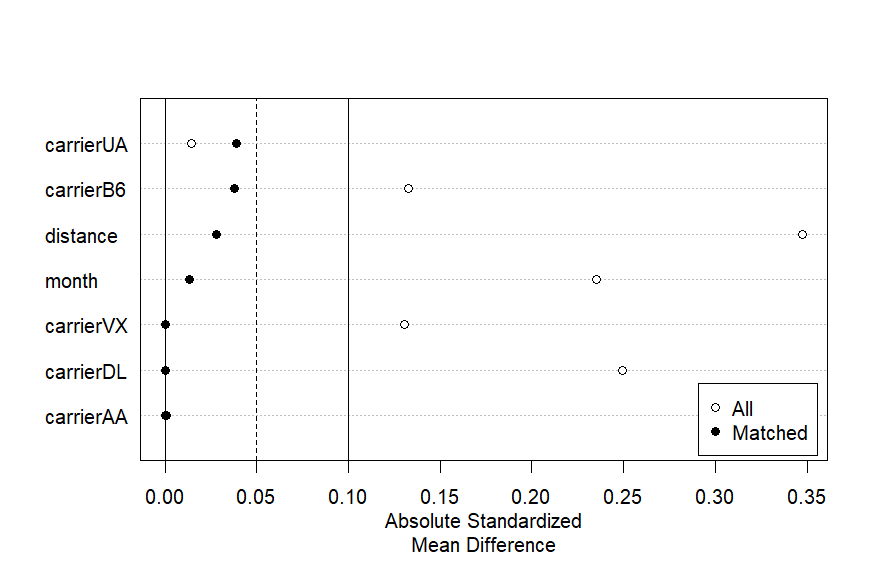 carrierUA
carrierB6
distance
month
carrierVX
carrierDL
carrierAA
All
Matched
0.00 0.05 0.10 0.15 0.20 0.25 0.30 0.35
Absolute Standardized
Mean Difference